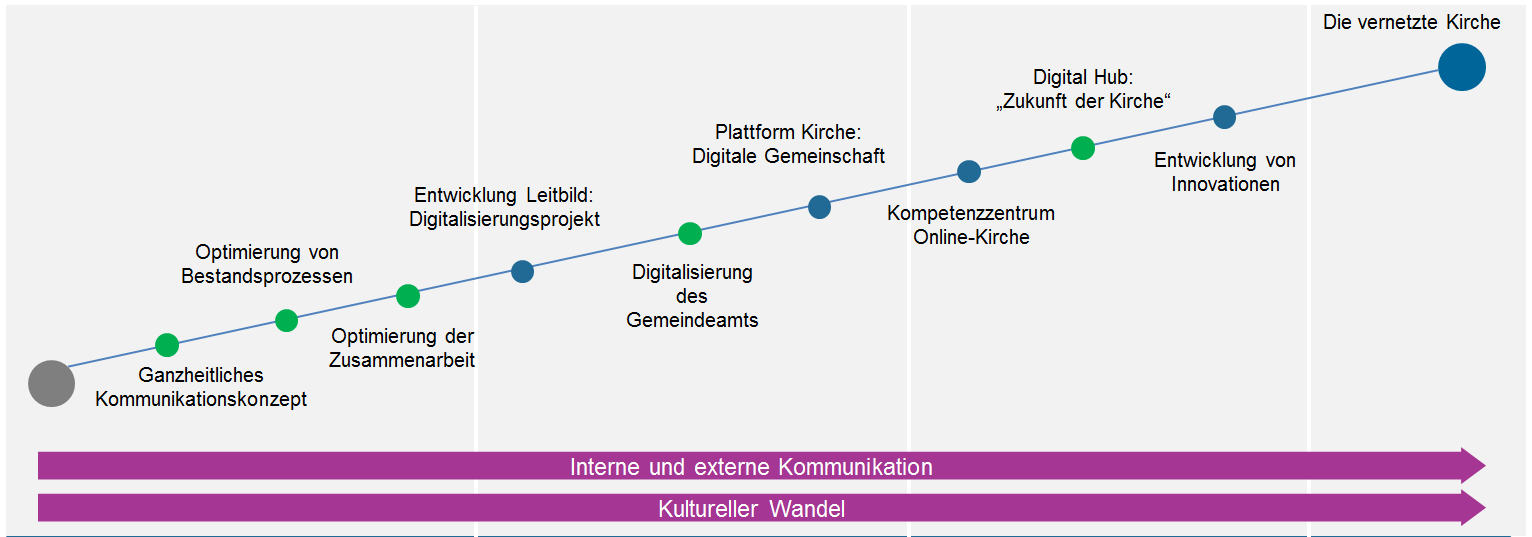 Die vernetzte Kirche
Digital Hub:
„Zukunft der Kirche“
Plattform Kirche:
Digitale Gemeinschaft
Entwicklung von
Innovationen
Entwicklung Leitbild:
Digitalisierungsprojekt
Kompetenzzentrum
Online-Kirche
Optimierung von
Bestandsprozessen
Digitalisierung
des
Gemeindeamts
Optimierung der
Zusammenarbeit
Ganzheitliches
Kommunikationskonzept
Interne und externe Kommunikation
Kultureller Wandel